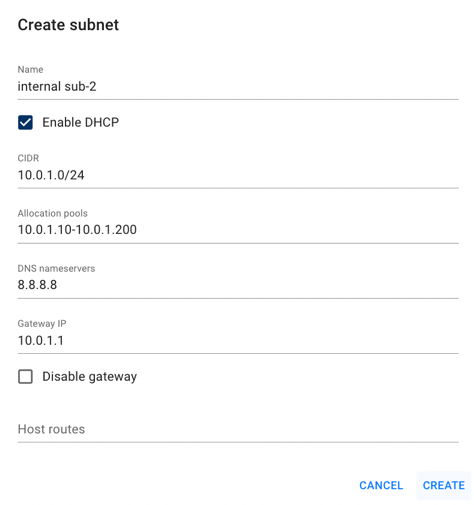 Create subnet
Name
internal sub-2
Enable DHCP
CIDR
10.0.1.0/24
Allocation pools
10.0.1.10-10.0.1.200
DNS nameservers
8.8.8.8
Gateway IP
10.0.1.1
Disable gateway
Host routes
CANCEL CREATE